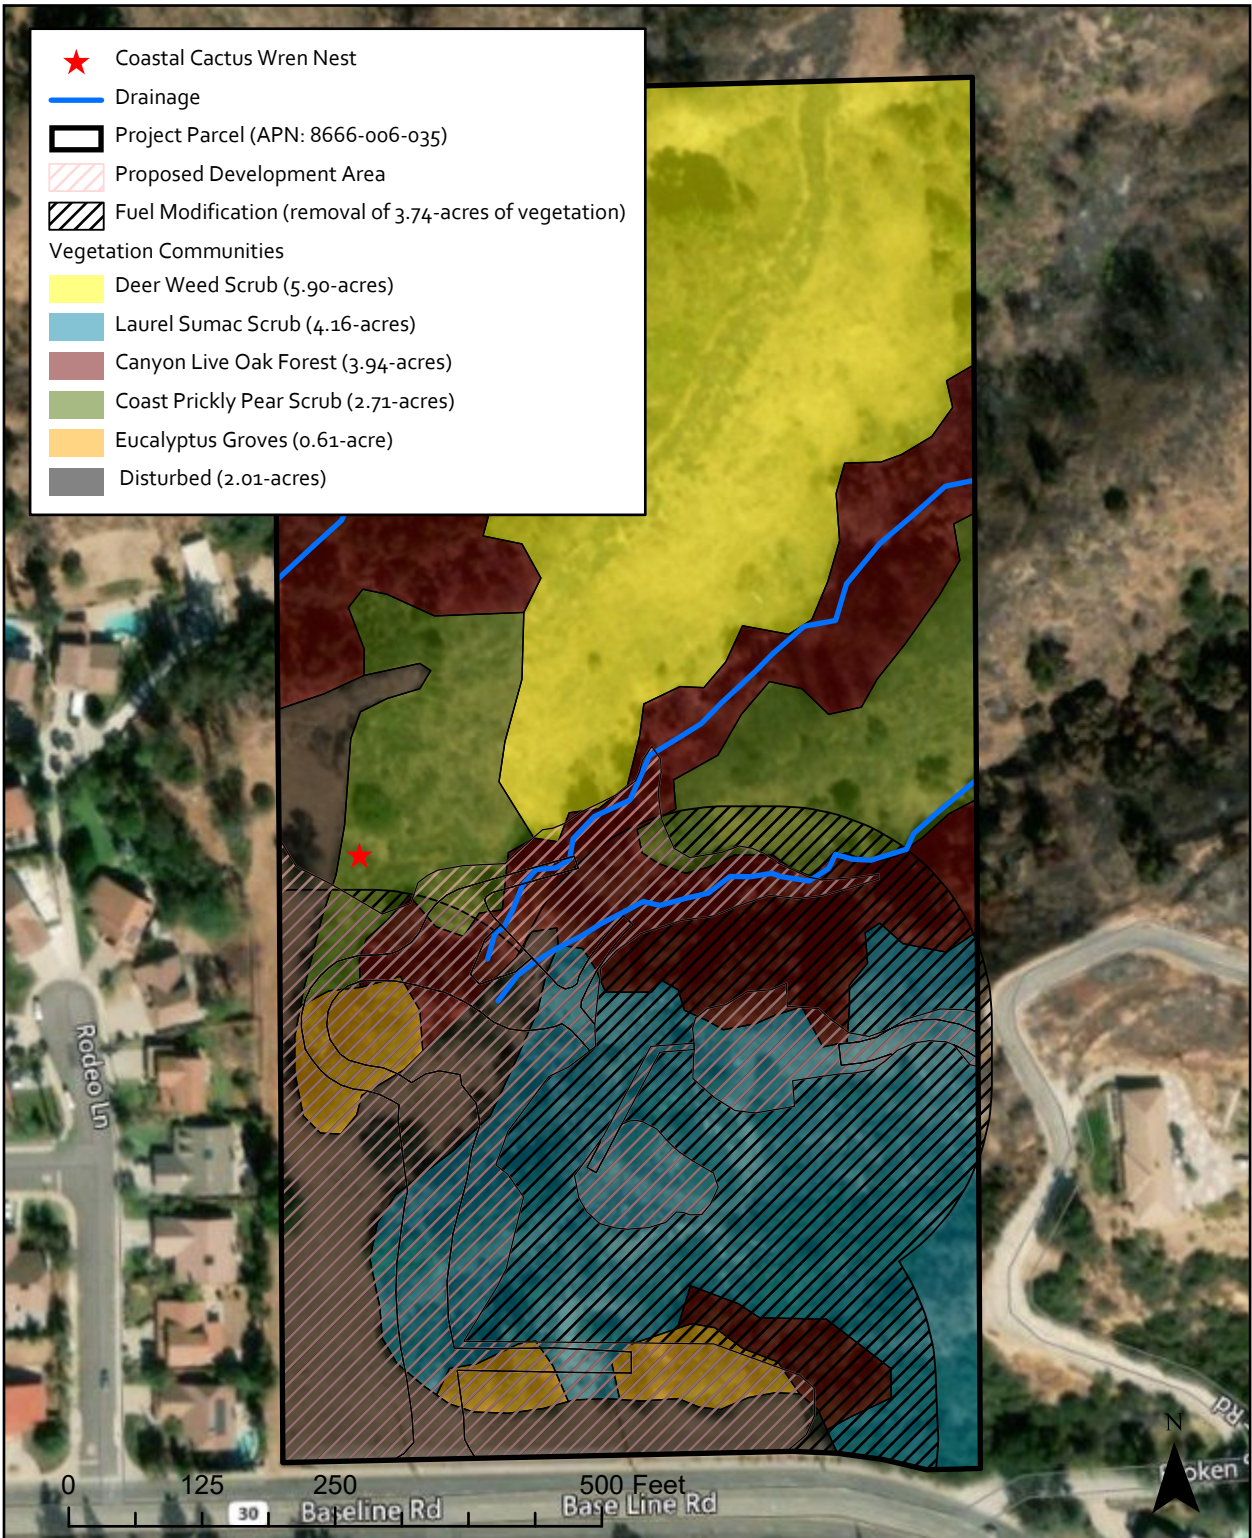 Coastal Cactus Wren Nest
Drainage
Project Parcel (APN: 8666-006-035)
Proposed Development Area
Fuel Modification (removal of 3.74-acres of vegetation)
Vegetation Communities
Deer Weed Scrub (5.90-acres)
Laurel Sumac Scrub (4.16-acres)
Canyon Live Oak Forest (3.94-acres)
Coast Prickly Pear Scrub (2.71-acres)
Eucalyptus Groves (0.61-acre)
Disturbed (2.01-acres)
Rodeo Ln
Rd
N
0 125 250 500 Feet
oken S
30 Baseline Rd Base Line Rd